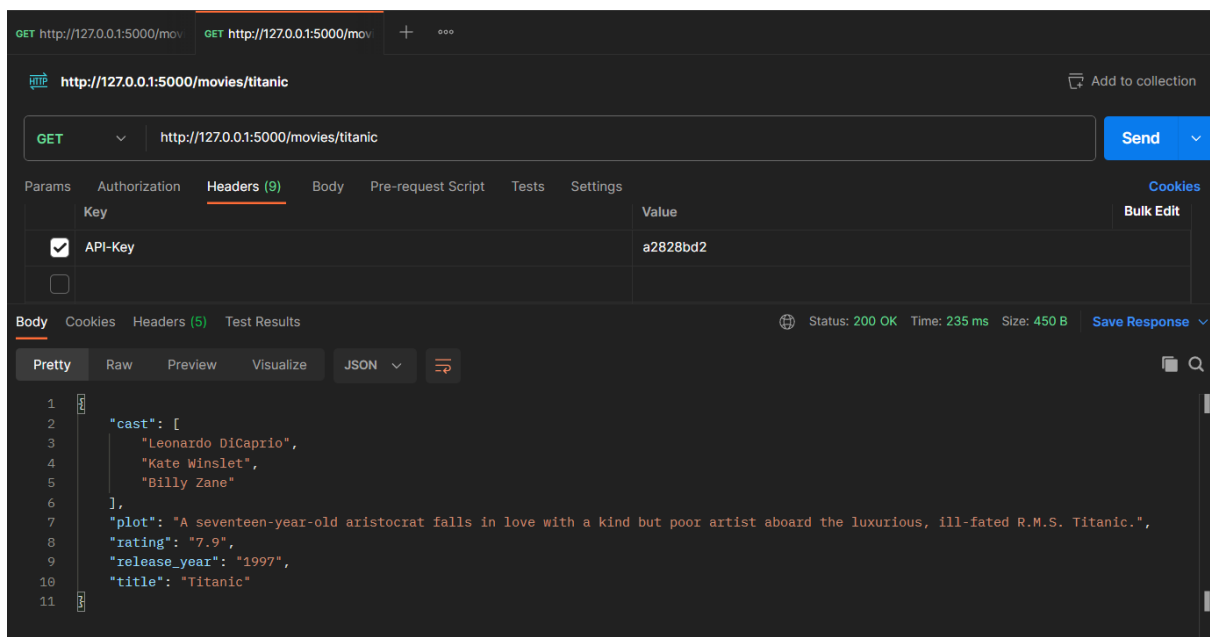 GET http://127.0.0.1:5000/mov GET http://127.0.0.1:5000/mov
HTTP http://127.0.0.1:5000/movies/titanic Add to collection
GET http://127.0.0.1:5000/movies/titanic Send
Params Authorization Headers (9) Body Pre-request Script Tests Settings Cookies
Key Value Bulk Edit
API-Key a2828bd2
Body Cookies Headers (5) Test Results Status: 200 OK Time: 235 ms Size: 450 B Save Response
Pretty Raw Preview Visualize JSON
1 {
2 "cast": [
3 "Leonardo DiCaprio",
4 "Kate Winslet",
5 "Billy Zane"
6 ],
7 "plot": "A seventeen-year-old aristocrat falls in love with a kind but poor artist aboard the luxurious, ill-fated R.M.S. Titanic.",
8 "rating": "7.9",
9 "release_year": "1997",
10 "title": "Titanic"
11 }